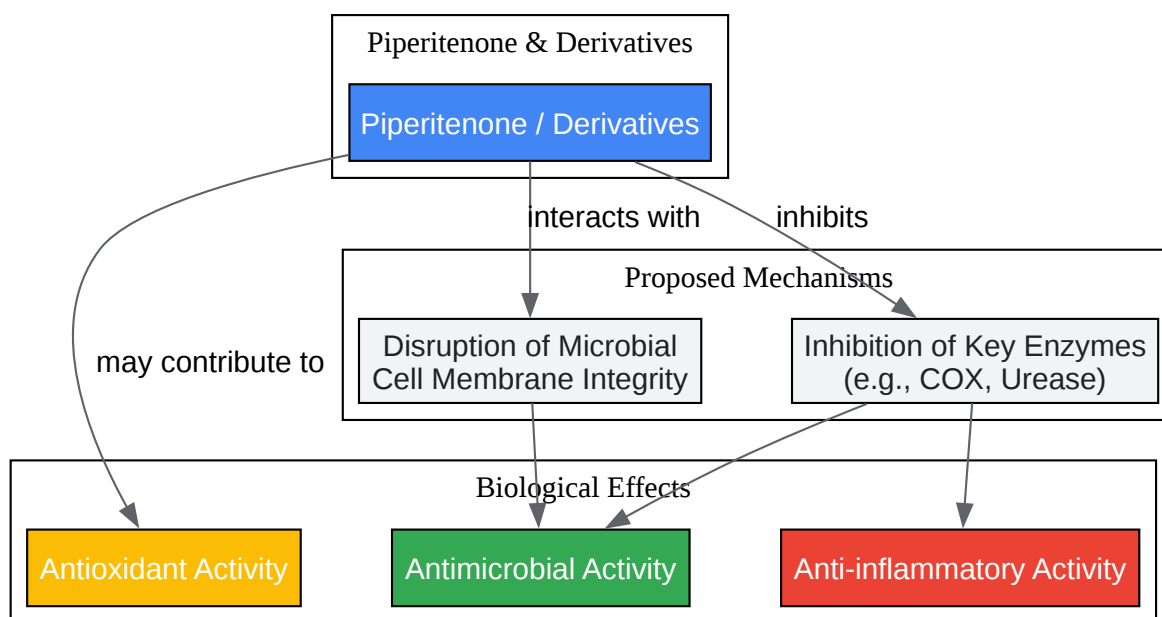 Piperitenone & Derivatives
Piperitenone / Derivatives
interacts with
inhibits
Proposed Mechanisms
Disruption of Microbial
Cell Membrane Integrity
Inhibition of Key Enzymes
(e.g., COX, Urease)
may contribute to
Biological Effects
Antioxidant Activity
Antimicrobial Activity
Anti-inflammatory Activity